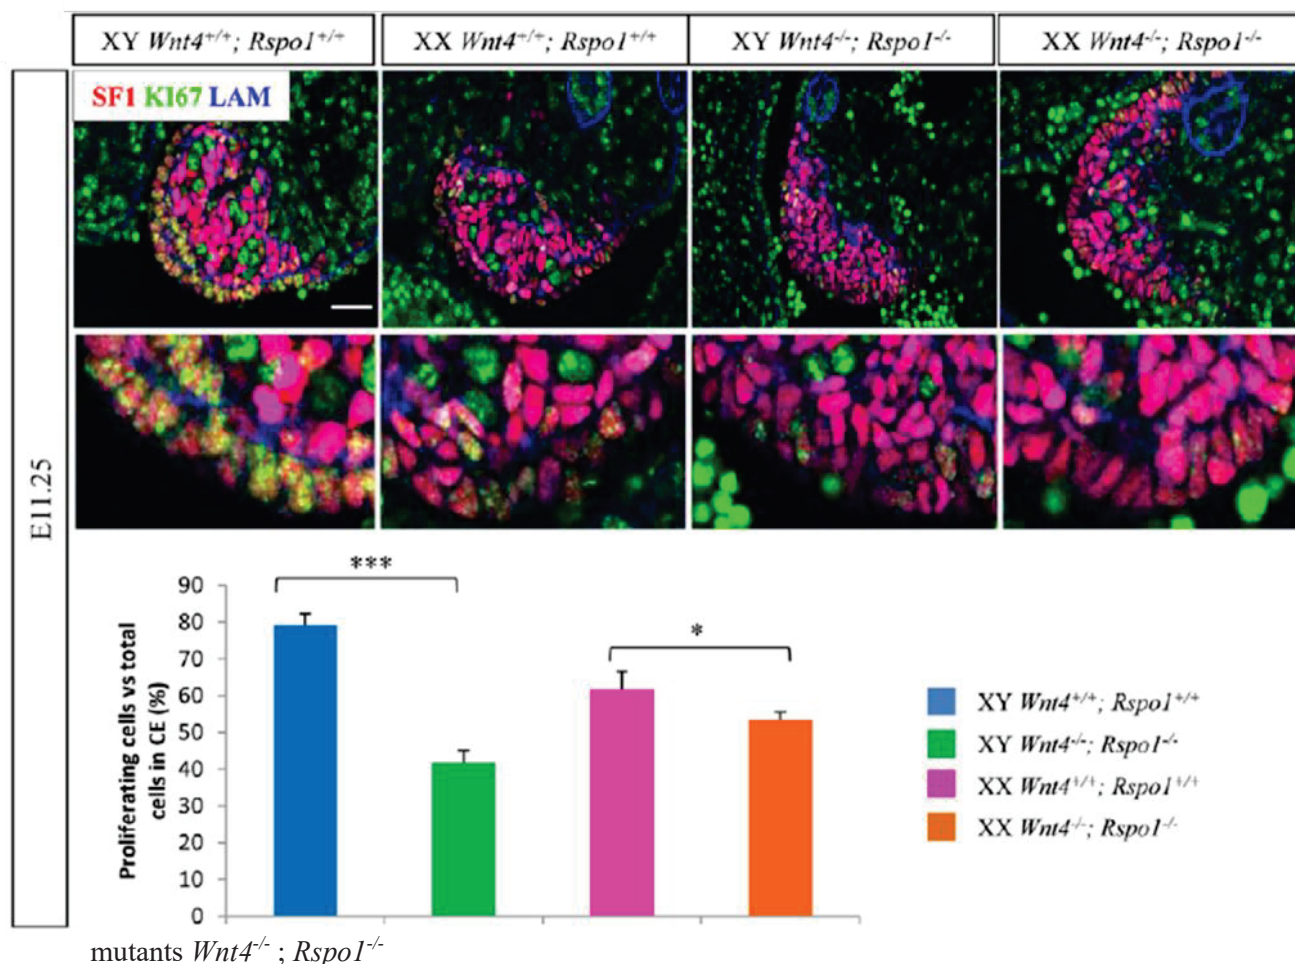 XY Wnt4+/+; Rspo1+/+
XX Wnt4+/+; Rspo1+/+
XY Wnt4-/-; Rspo1-/-
XX Wnt4-/-; Rspo1-/-
SF1 KI67 LAM
E11.25
***
*
Proliferating cells vs total
cells in CE (%)
90
80
70
60
50
40
30
20
10
0
XY Wnt4+/+; Rspo1+/+
XY Wnt4-/-; Rspo1-/-
XX Wnt4+/+; Rspo1+/+
XX Wnt4-/-; Rspo1-/-
mutants Wnt4-/- ; Rspo1-/-